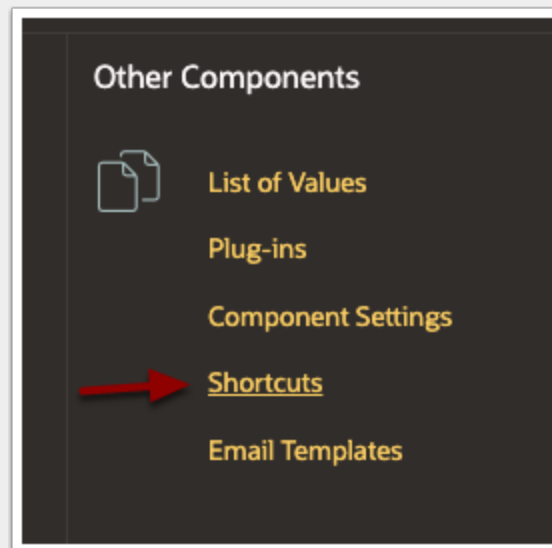 Other Components
List of Values
Plug-ins
Component Settings
Shortcuts
Email Templates